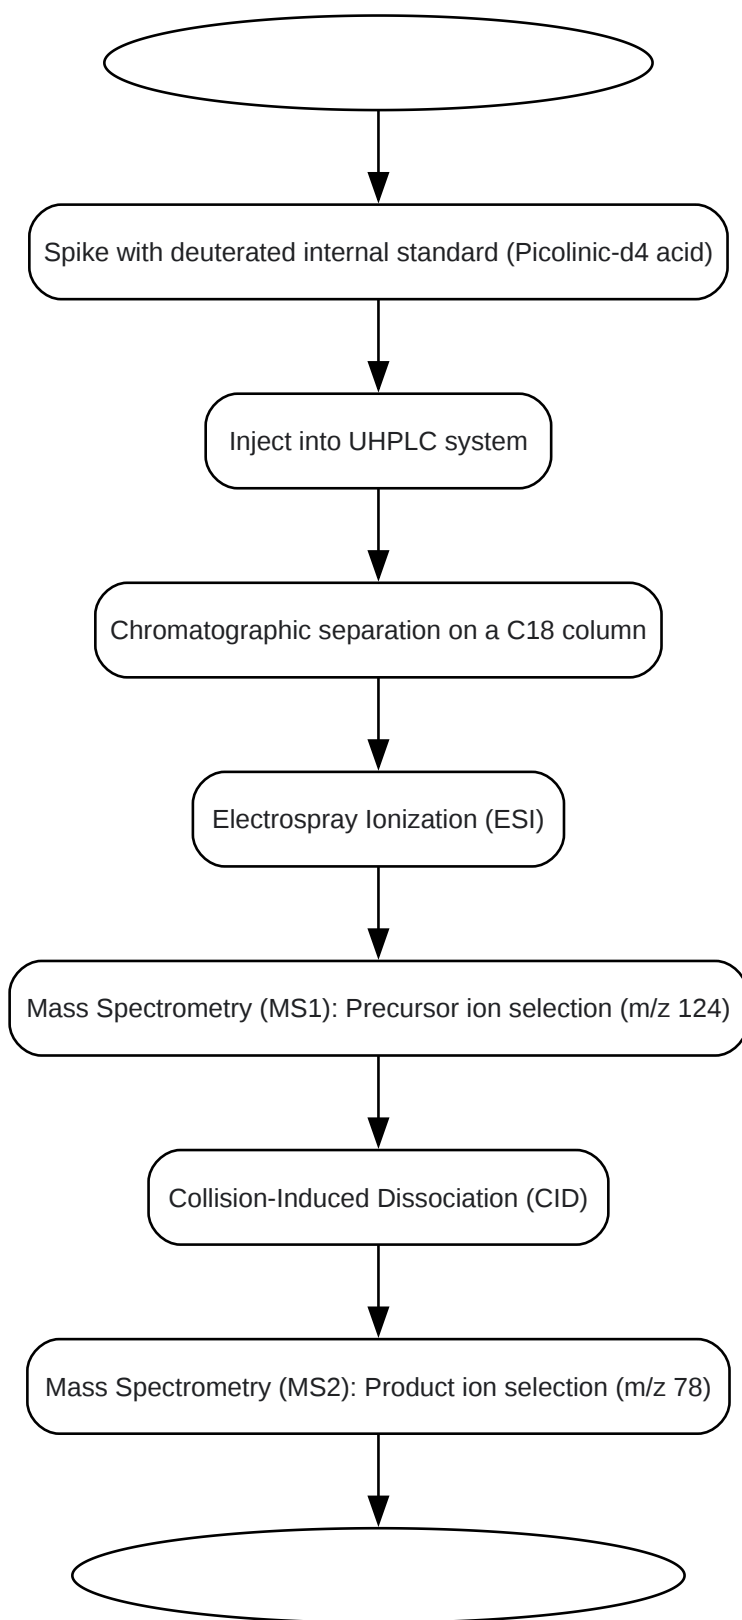 Spike with deuterated internal standard (Picolinic-d4 acid)
Inject into UHPLC system
Chromatographic separation on a C18 column
Electrospray Ionization (ESI)
Mass Spectrometry (MS1): Precursor ion selection (m/z 124)
Collision-Induced Dissociation (CID)
Mass Spectrometry (MS2): Product ion selection (m/z 78)